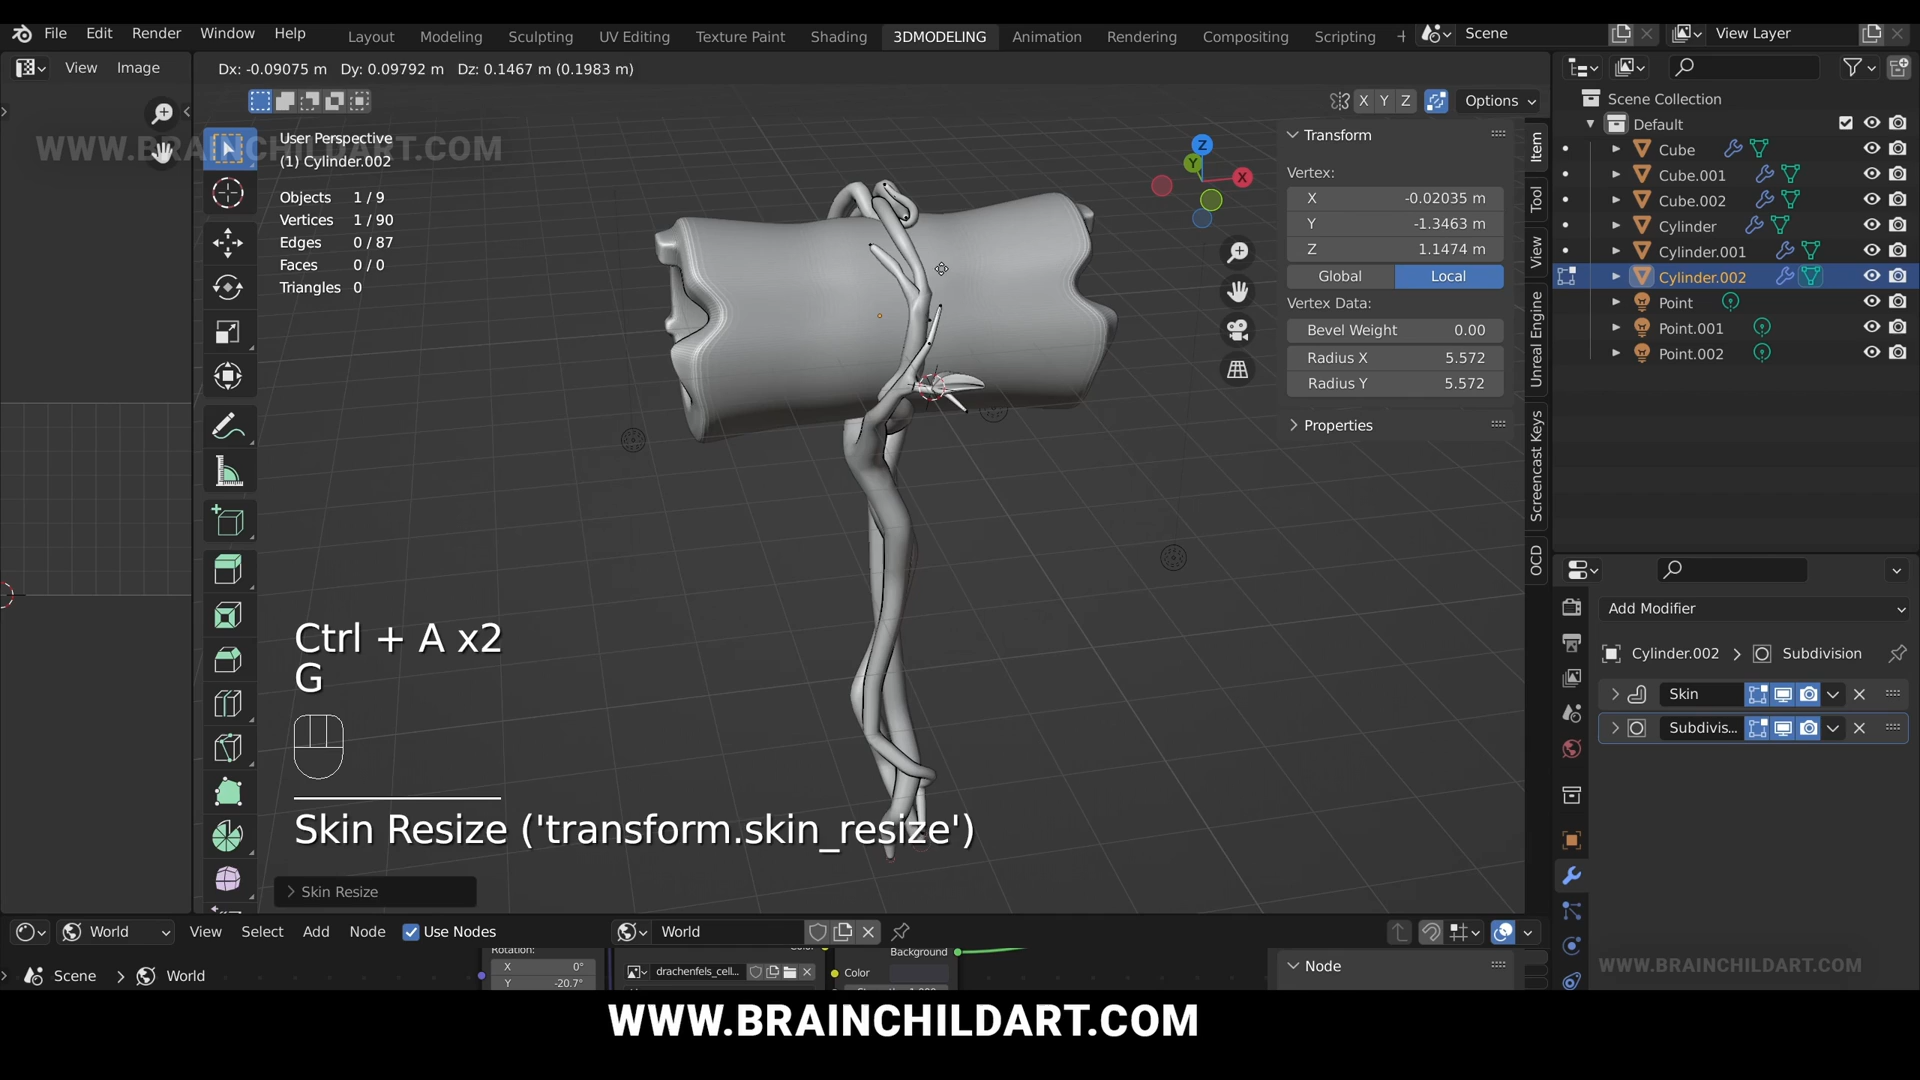 File Edit Render Window Help Layout Modeling Sculpting UV Editing Texture Paint Shading 3DMODELING Animation Rendering Compositing Scripting + Scene View Layer
View Image Dx: -0.09075 m Dy: 0.09792 m Dz: 0.1467 m (0.1983 m)
X Y Z Options
WWW.BRAINCHILDART.COM
User Perspective
(1) Cylinder.002
Objects 1 / 9
Vertices 1 / 90
Edges 0 / 87
Faces 0 / 0
Triangles 0
Z
Y
X
Transform
Vertex:
X -0.02035 m
Y -1.3463 m
Z 1.1474 m
Global Local
Vertex Data:
Bevel Weight 0.00
Radius X 5.572
Radius Y 5.572
Properties
Item
Tool
View
Unreal Engine
Screencast Keys
OCD
Scene Collection
Default
Cube
Cube.001
Cube.002
Cylinder
Cylinder.001
Cylinder.002
Point
Point.001
Point.002
Add Modifier
Cylinder.002 > Subdivision
Skin
Subdivis...
Ctrl + A x2
G
Skin Resize ('transform.skin_resize')
Skin Resize
World View Select Add Node Use Nodes World
Scene > World
Rotation:
X 0°
Y -20.7°
drachenfels_cell...
Background
Color
Node
WWW.BRAINCHILDART.COM
WWW.BRAINCHILDART.COM